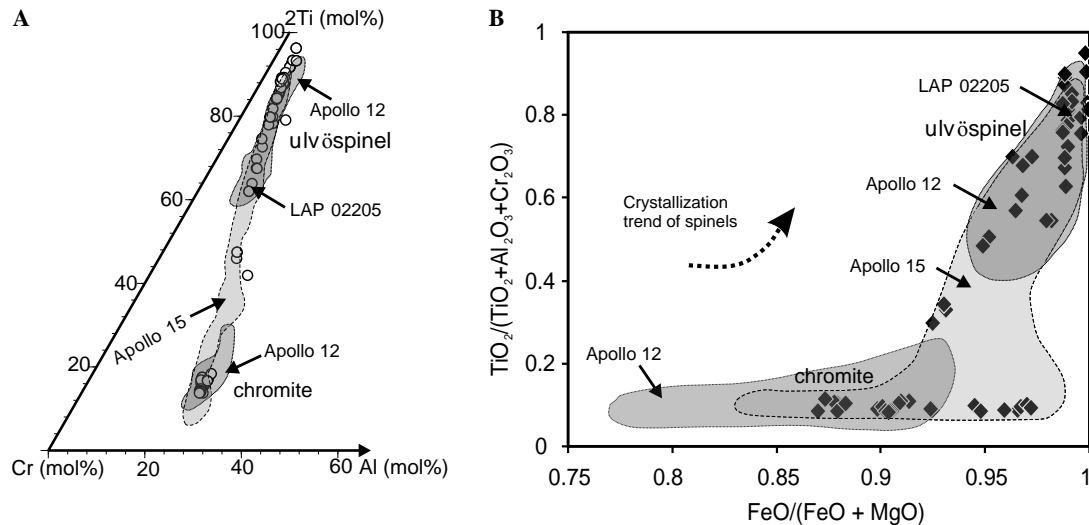 A
2Ti (mol%)
100
Apollo 12
80
ulvöspinel
LAP 02205
60
40
Apollo 15
Apollo 12
20
chromite
Cr (mol%)
20
40
60
Al (mol%)
B
1
LAP 02205
ulvöspinel
0.8
Apollo 12
Crystallization
trend of spinels
0.6
Apollo 15
0.4
Apollo 12
chromite
0.2
0
TiO2/(TiO2+Al2O3+Cr2O3)
0.75
0.8
0.85
0.9
0.95
1
FeO/(FeO + MgO)